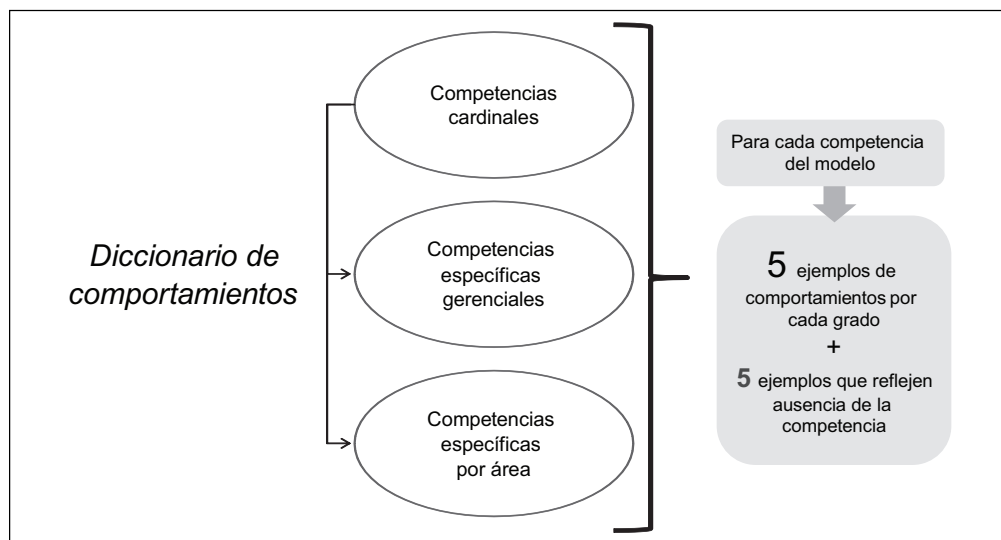 Diccionario de
comportamientos
Competencias
cardinales
Competencias
específicas
gerenciales
Competencias
específicas
por área
Para cada competencia
del modelo
5 ejemplos de
comportamientos por
cada grado
+
5 ejemplos que reflejen
ausencia de la
competencia